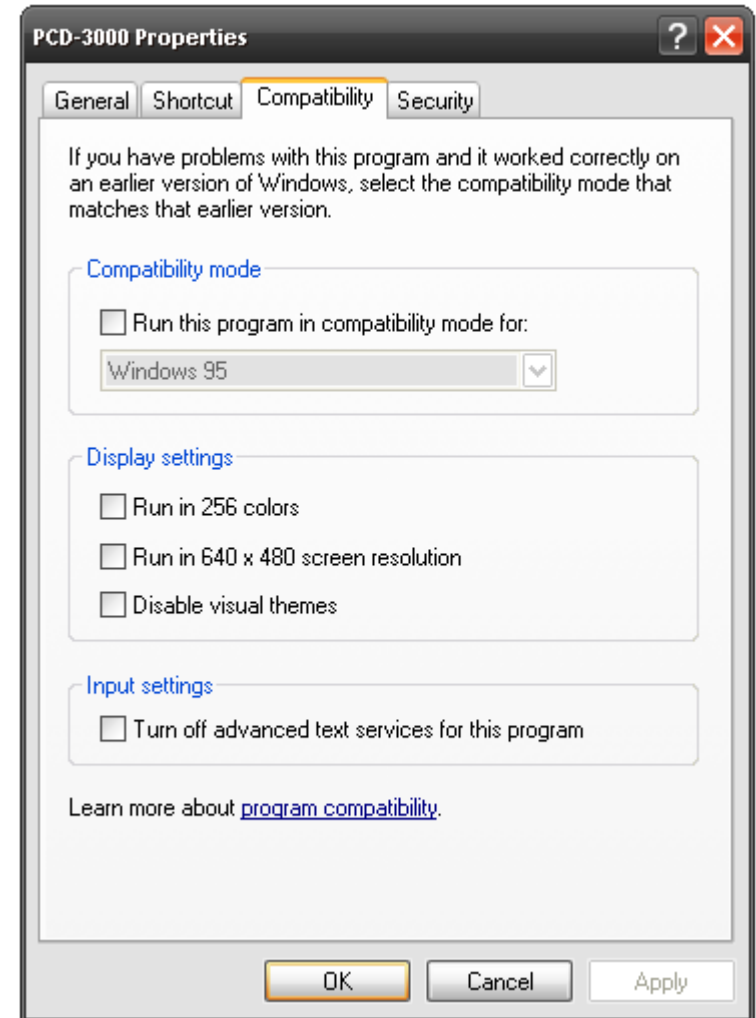 PCD-3000 Properties
General Shortcut Compatibility Security
If you have problems with this program and it worked correctly on
an earlier version of Windows, select the compatibility mode that
matches that earlier version.
Compatibility mode
Run this program in compatibility mode for:
Windows 95
Display settings
Run in 256 colors
Run in 640 x 480 screen resolution
Disable visual themes
Input settings
Turn off advanced text services for this program
Learn more about program compatibility.
OK Cancel Apply